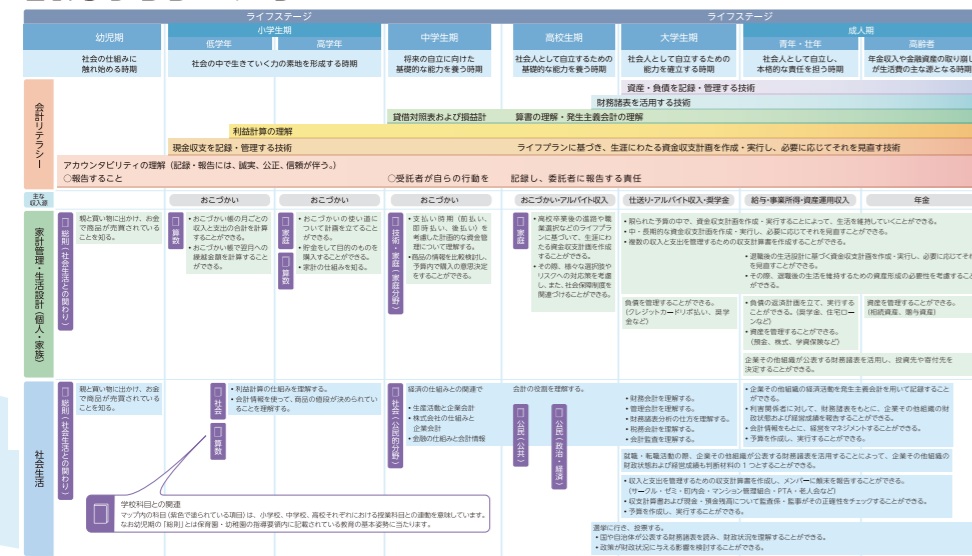 ライフステージ
ライフステージ
幼児期
小学生期
低学年
高学年
中学生期
高校生期
大学生期
成人期
青年・壮年
高齢者
社会の仕組みに
触れ始める時期
社会の中で生きていく力の素地を形成する時期
将来の自立に向けた
基礎的な能力を養う時期
社会人として自立するための
基礎的な能力を養う時期
社会人として自立するための
能力を確立する時期
社会人として自立し、
本格的な責任を担う時期
年金収入や金融資産の取り崩し
が生活費の主な源となる時期
会計リテラシー
資産・負債を記録・管理する技術
財務諸表を活用する技術
貸借対照表および損益計
算書の理解・発生主義会計の理解
利益計算の理解
現金収支を記録・管理する技術
ライフプランに基づき、生涯にわたる資金収支計画を作成・実行し、必要に応じてそれを見直す技術
アカウンタビリティの理解（記録・報告には、誠実、公正、信頼が伴う。）
○報告すること
○受託者が自らの行動を
記録し、委託者に報告する責任
主な
収入源
おこづかい
おこづかい
おこづかい
おこづかい・アルバイト収入
仕送り・アルバイト収入・奨学金
給与・事業所得・資産運用収入
年金
家計管理・生活設計（個人・家族）
総則（社会生活との関わり）
親と買い物に出かけ、お金
で商品が売買されている
ことを知る。
算数
• おこづかい帳の月ごとの
収入と支出の合計を計算
することができる。
• おこづかい帳で翌月への
繰越金額を計算すること
ができる。
家庭
算数
• おこづかいの使い道につ
いて計画を立てることが
できる。
• 貯金をして目的のものを
購入することができる。
• 家計の仕組みを知る。
技術・家庭（家庭分野）
• 支払い時期（前払い、
即時払い、後払い）を
考慮した計画的な資金管
理について理解する。
• 商品の情報を比較検討し、
予算内で購入の意思決定
をすることができる。
家庭
• 高校卒業後の進路や職
業選択などのライフプラ
ンに基づいて、生涯にわ
たる資金収支計画を作成
することができる。
• その際、様々な選択肢や
リスクへの対応策を考慮
し、また、社会保障制度を
関連づけることができる。
• 限られた予算の中で、資金収支計画を作成・実行することによって、生活を維持していくことができる。
• 中・長期的な資金収支計画を作成・実行し、必要に応じてそれを見直すことができる。
• 複数の収入と支出を管理するための収支計算書を作成することができる。
• 退職後の生活設計に基づく資金収支計画を作成・実行し、必要に応じてそれ
を見直すことができる。
• その際、退職後の生活を維持するための資産形成の必要性を考慮すること
ができる。
負債を管理することができる。
（クレジットカードリボ払い、奨学
金など）
• 負債の返済計画を立て、実行する
ことができる。（奨学金、住宅ロー
ンなど）
• 資産を管理することができる。
（預金、株式、学資保険など）
資産を管理することができる。
（相続資産、贈与資産）
企業その他組織が公表する財務諸表を活用し、投資先や寄付先を
決定することができる。
社会生活
総則（社会生活との関わり）
親と買い物に出かけ、お金
で商品が売買されている
ことを知る。
社会
算数
• 利益計算の仕組みを理解する。
• 会計情報を使って、商品の値段が決められてい
ることを理解する。
社会（公民的分野）
経済の仕組みとの関連で
• 生産活動と企業会計
• 株式会社の仕組みと
企業会計
• 金融の仕組みと会計情報
会計の役割を理解する。
公民（公共）
公民（政治・経済）
• 財務会計を理解する。
• 管理会計を理解する。
• 財務諸表分析の仕方を理解する。
• 税務会計を理解する。
• 会計監査を理解する。
• 企業その他組織の経済活動を発生主義会計を用いて記録すること
ができる。
• 利害関係者に対して、財務諸表をもとに、企業その他組織の財
政状態および経営成績を報告することができる。
• 会計情報をもとに、経営をマネジメントすることができる。
• 予算を作成し、実行することができる。
就職・転職活動の際、企業その他組織が公表する財務諸表を活用することによって、企業その他組織の
財政状態および経営成績も判断材料の1つとすることができる。
• 収入と支出を管理するための収支計算書を作成し、メンバーに顛末を報告することができる。
（サークル・ゼミ・町内会・マンション管理組合・PTA・老人会など）
• 収支計算書および現金・預金残高について監査係・監事がその正確性をチェックすることができる。
• 予算を作成し、実行することができる。
選挙に行き、投票する。
• 国や自治体が公表する財務諸表を読み、財政状況を理解することができる。
• 政策が財政状況に与える影響を検討することができる。
学校科目との関連
マップ内の科目（紫色で塗られている項目）は、小学校、中学校、高校それぞれにおける授業科目との連動を意味しています。
なお幼児期の「総則」とは保育園・幼稚園の指導要領内に記載されている教育の基本姿勢に当たります。